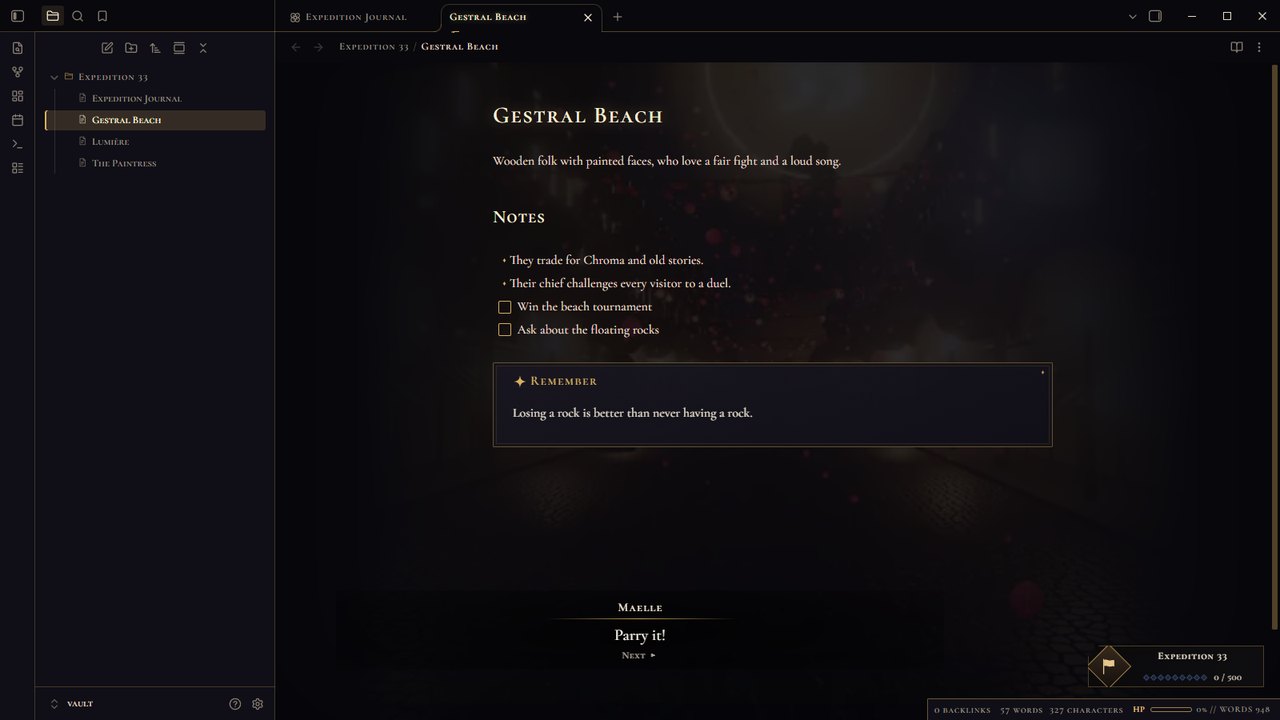 Expedition Journal
Gestral Beach
Expedition 33 / Gestral Beach
Expedition 33
Expedition Journal
Gestral Beach
Lumière
The Paintress
Gestral Beach
Wooden folk with painted faces, who love a fair fight and a loud song.
Notes
They trade for Chroma and old stories.
Their chief challenges every visitor to a duel.
Win the beach tournament
Ask about the floating rocks
Remember
Losing a rock is better than never having a rock.
Maelle
Parry it!
Next
Expedition 33
0 / 500
VAULT
0 backlinks 57 words 327 characters HP 0% // Words 948